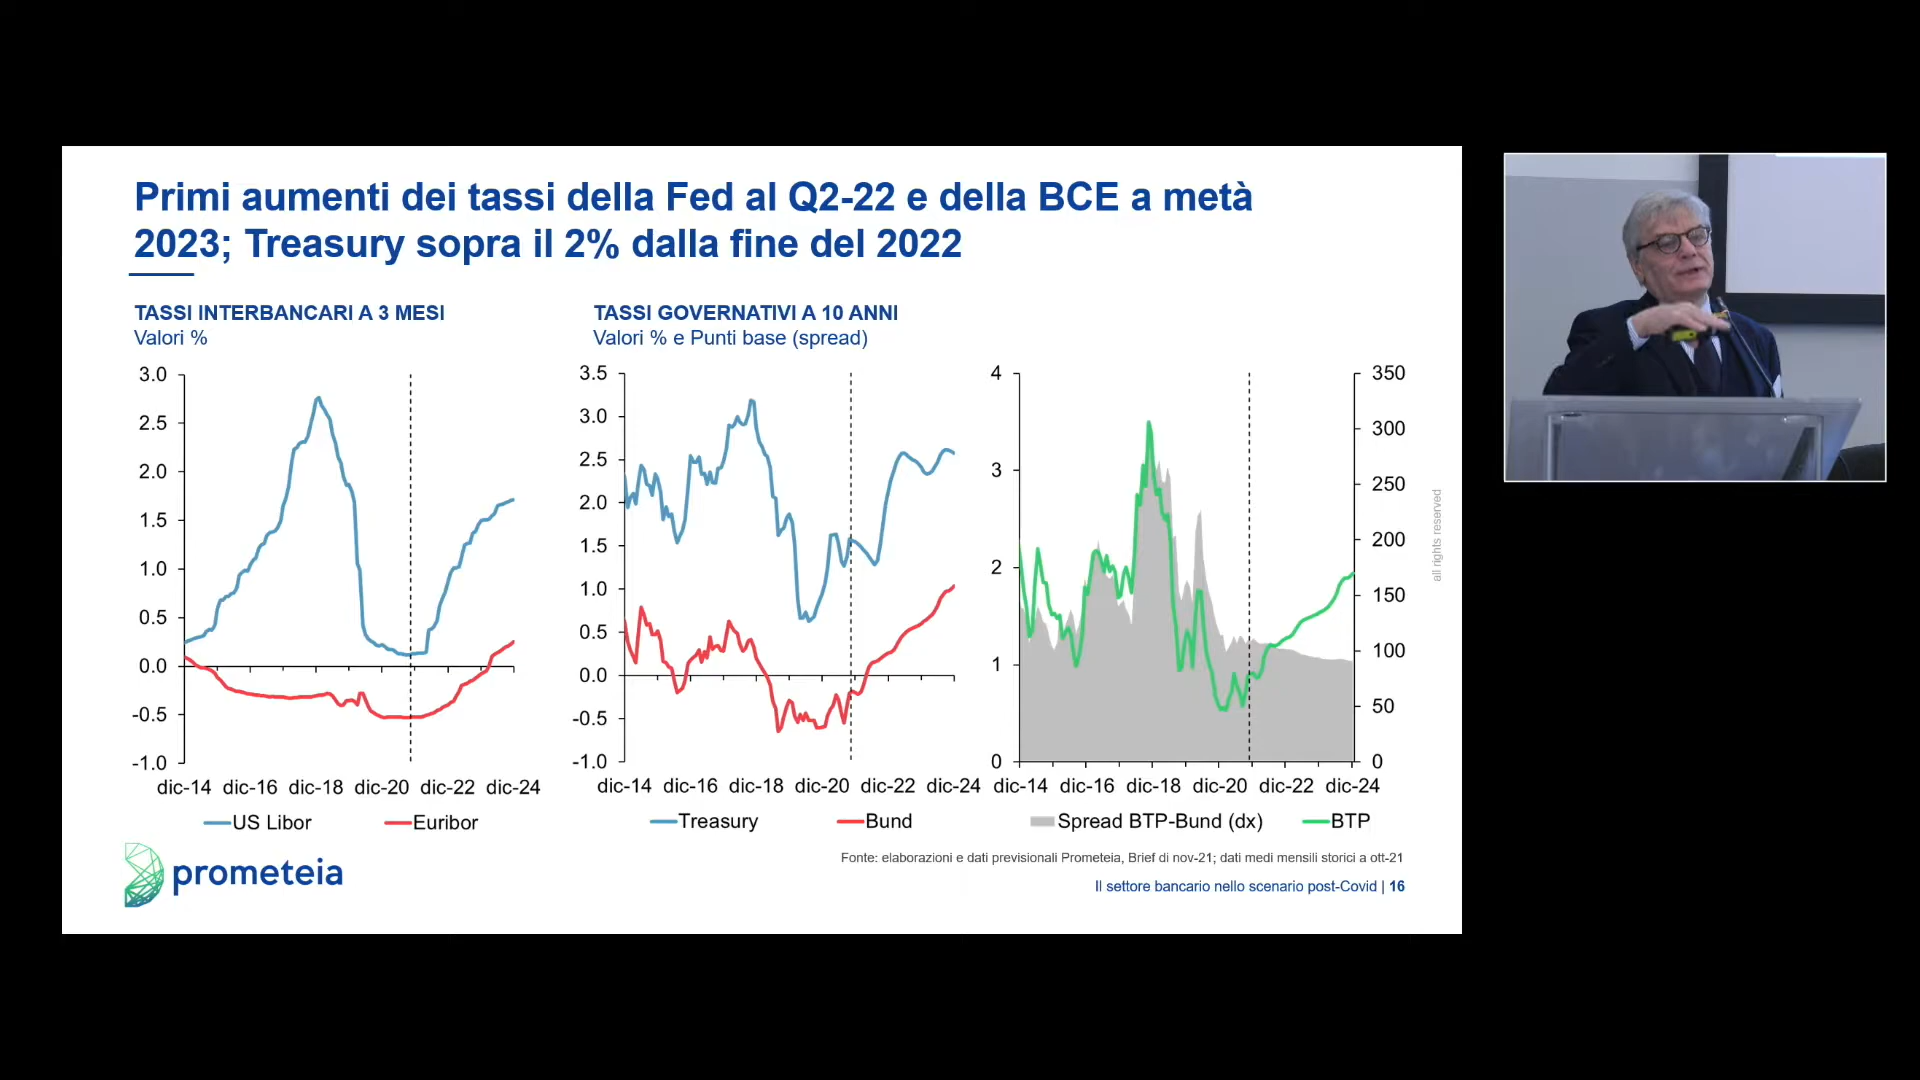 Primi aumenti dei tassi della Fed al Q2-22 e della BCE a metà
2023; Treasury sopra il 2% dalla fine del 2022
TASSI INTERBANCARI A 3 MESI
Valori %
3.0
2.5
2.0
1.5
1.0
0.5
0.0
-0.5
-1.0
dic-14 dic-16 dic-18 dic-20 dic-22 dic-24
US Libor Euribor
TASSI GOVERNATIVI A 10 ANNI
Valori % e Punti base (spread)
3.5
3.0
2.5
2.0
1.5
1.0
0.5
0.0
-0.5
-1.0
dic-14 dic-16 dic-18 dic-20 dic-22 dic-24
Treasury Bund
4
3
2
1
0
350
300
250
200
150
100
50
0
dic-14 dic-16 dic-18 dic-20 dic-22 dic-24
Spread BTP-Bund (dx) BTP
all rights reserved
Fonte: elaborazioni e dati previsionali Prometeia, Brief di nov-21; dati medi mensili storici a ott-21
prometeia
Il settore bancario nello scenario post-Covid | 16